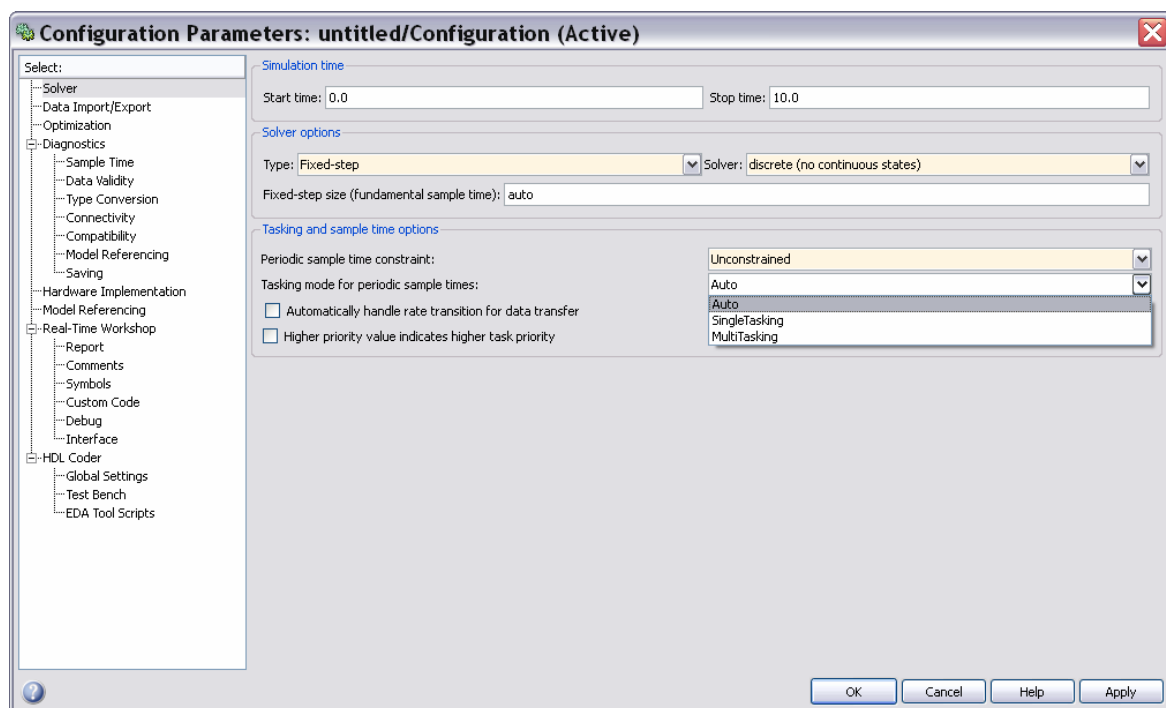 Configuration Parameters: untitled/Configuration (Active)
Select:
Solver
Data Import/Export
Optimization
Diagnostics
Sample Time
Data Validity
Type Conversion
Connectivity
Compatibility
Model Referencing
Saving
Hardware Implementation
Model Referencing
Real-Time Workshop
Report
Comments
Symbols
Custom Code
Debug
Interface
HDL Coder
Global Settings
Test Bench
EDA Tool Scripts
Simulation time
Start time: 0.0 Stop time: 10.0
Solver options
Type: Fixed-step Solver: discrete (no continuous states)
Fixed-step size (fundamental sample time): auto
Tasking and sample time options
Periodic sample time constraint: Unconstrained
Tasking mode for periodic sample times: Auto
Auto
SingleTasking
MultiTasking
Automatically handle rate transition for data transfer
Higher priority value indicates higher task priority
? OK Cancel Help Apply